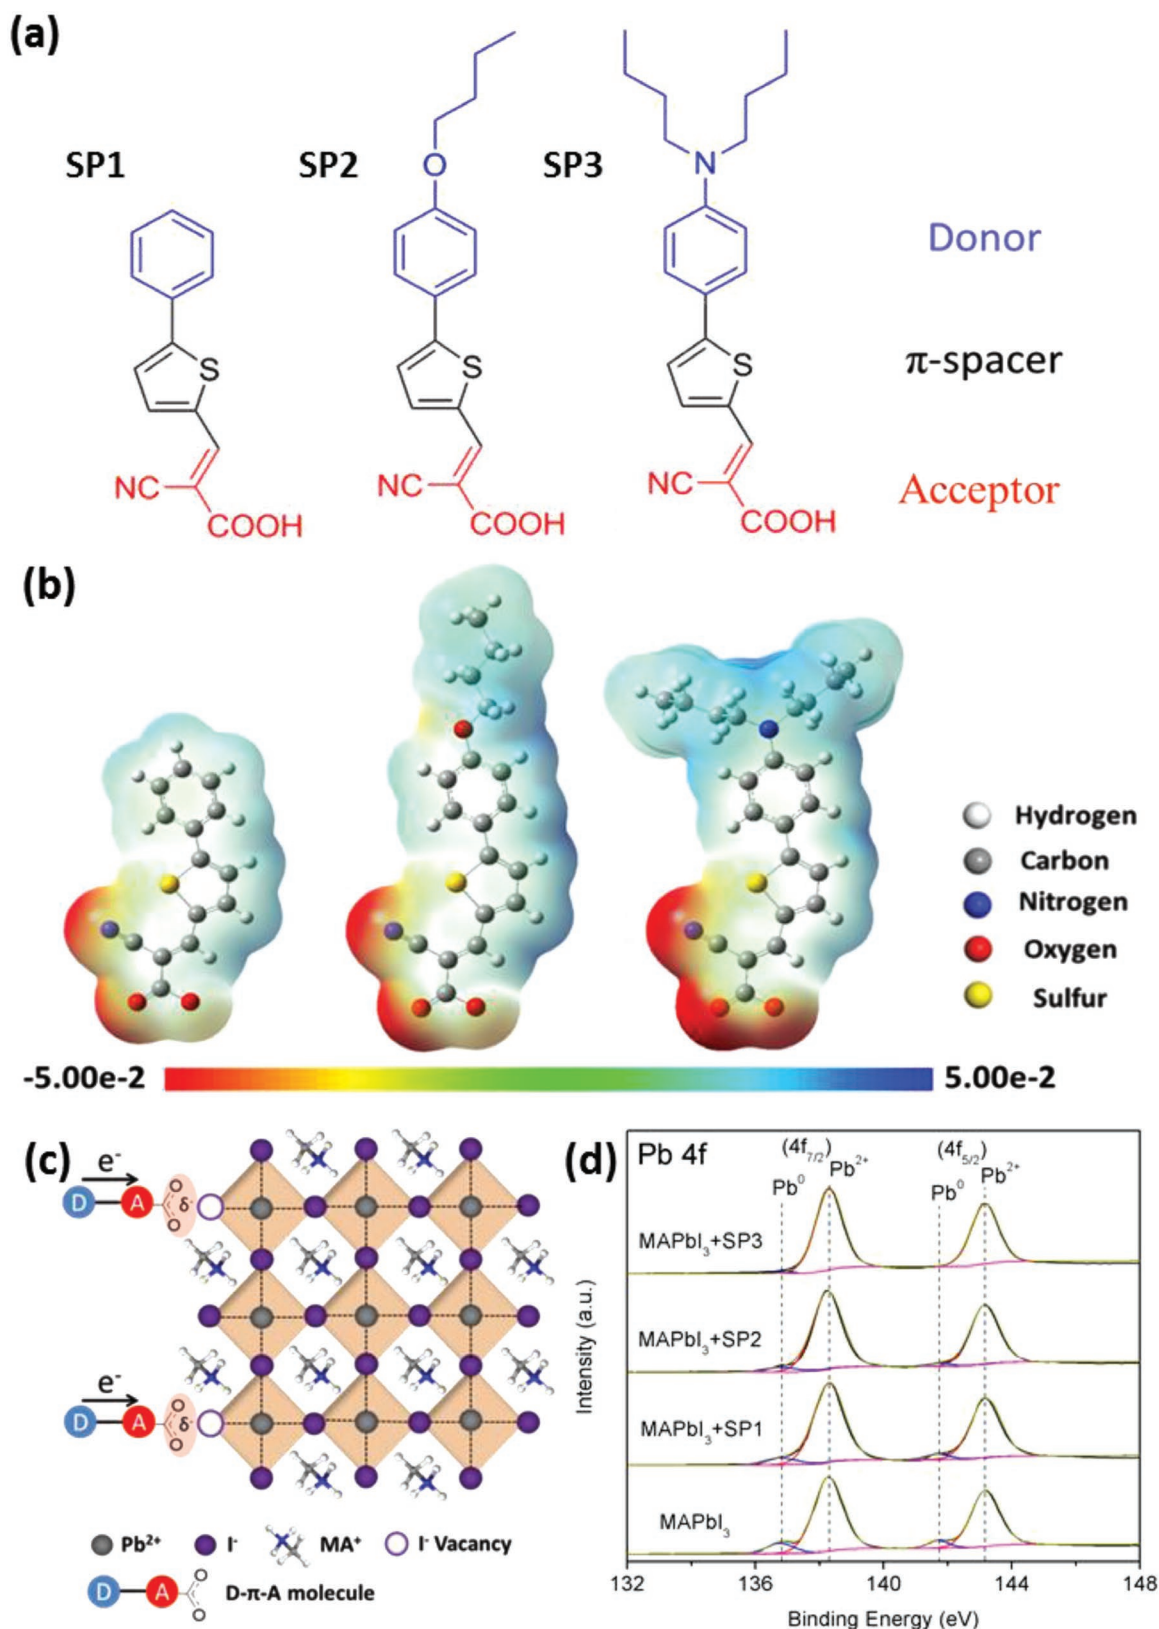 (a)
SP1
SP2
SP3
O
N
Donor
S
S
S
π-spacer
NC
COOH
NC
COOH
NC
COOH
Acceptor
(b)
Hydrogen
Carbon
Nitrogen
Oxygen
Sulfur
-5.00e-2
5.00e-2
(c)
e-
D
A
O
O
δ-
e-
D
A
O
O
δ-
Pb2+
I-
MA+
I- Vacancy
D
A
O
O
D-π-A molecule
(d)
Pb 4f
(4f7/2)
Pb0
Pb2+
(4f5/2)
Pb0
Pb2+
MAPbI3+SP3
MAPbI3+SP2
MAPbI3+SP1
MAPbI3
Intensity (a.u.)
132
136
140
144
148
Binding Energy (eV)